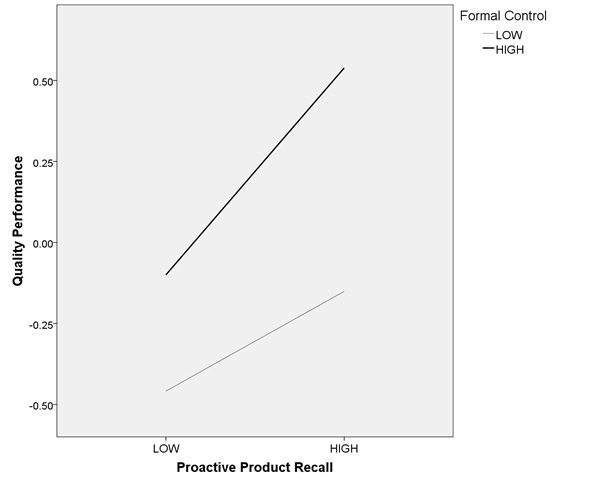 Formal Control
LOW
HIGH
Quality Performance
0.50
0.25
0.00
-0.25
-0.50
LOW
HIGH
Proactive Product Recall